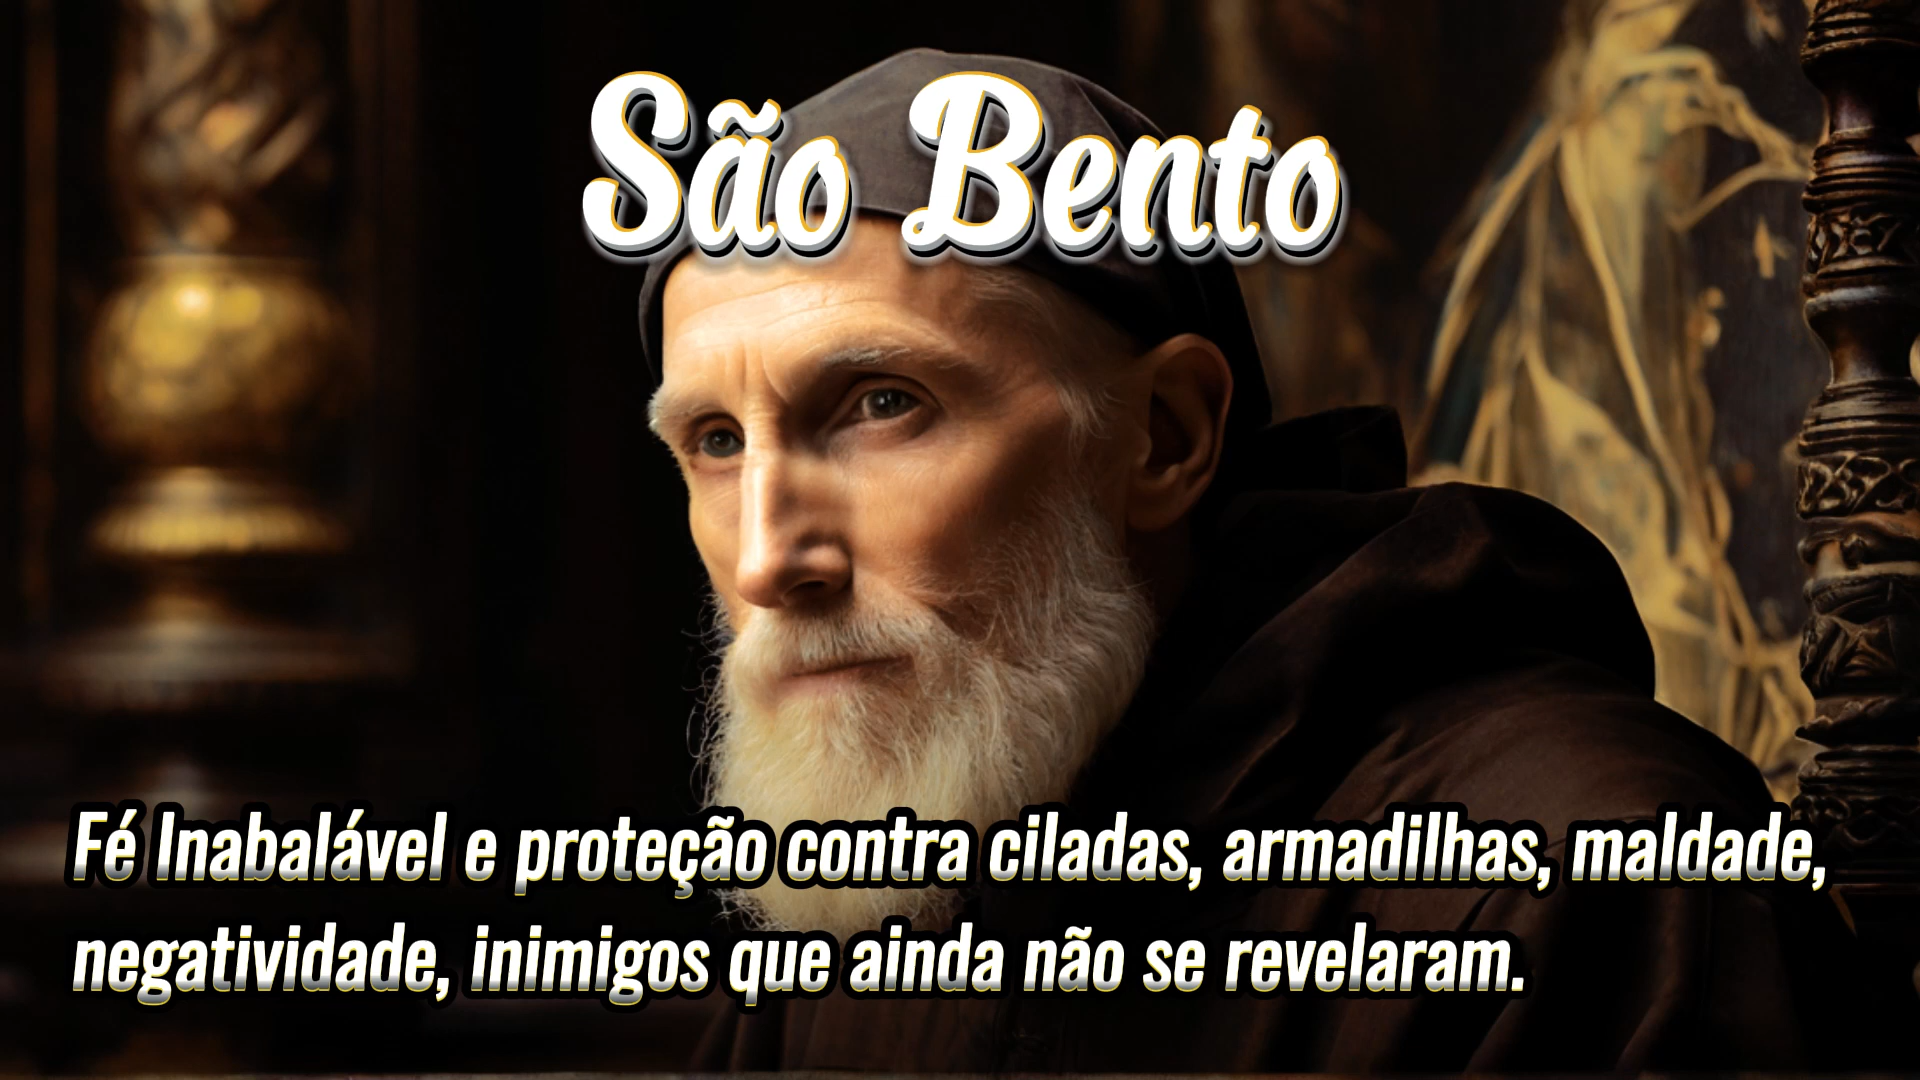 São Bento
Fé Inabalável e proteção contra ciladas, armadilhas, maldade,
negatividade, inimigos que ainda não se revelaram.